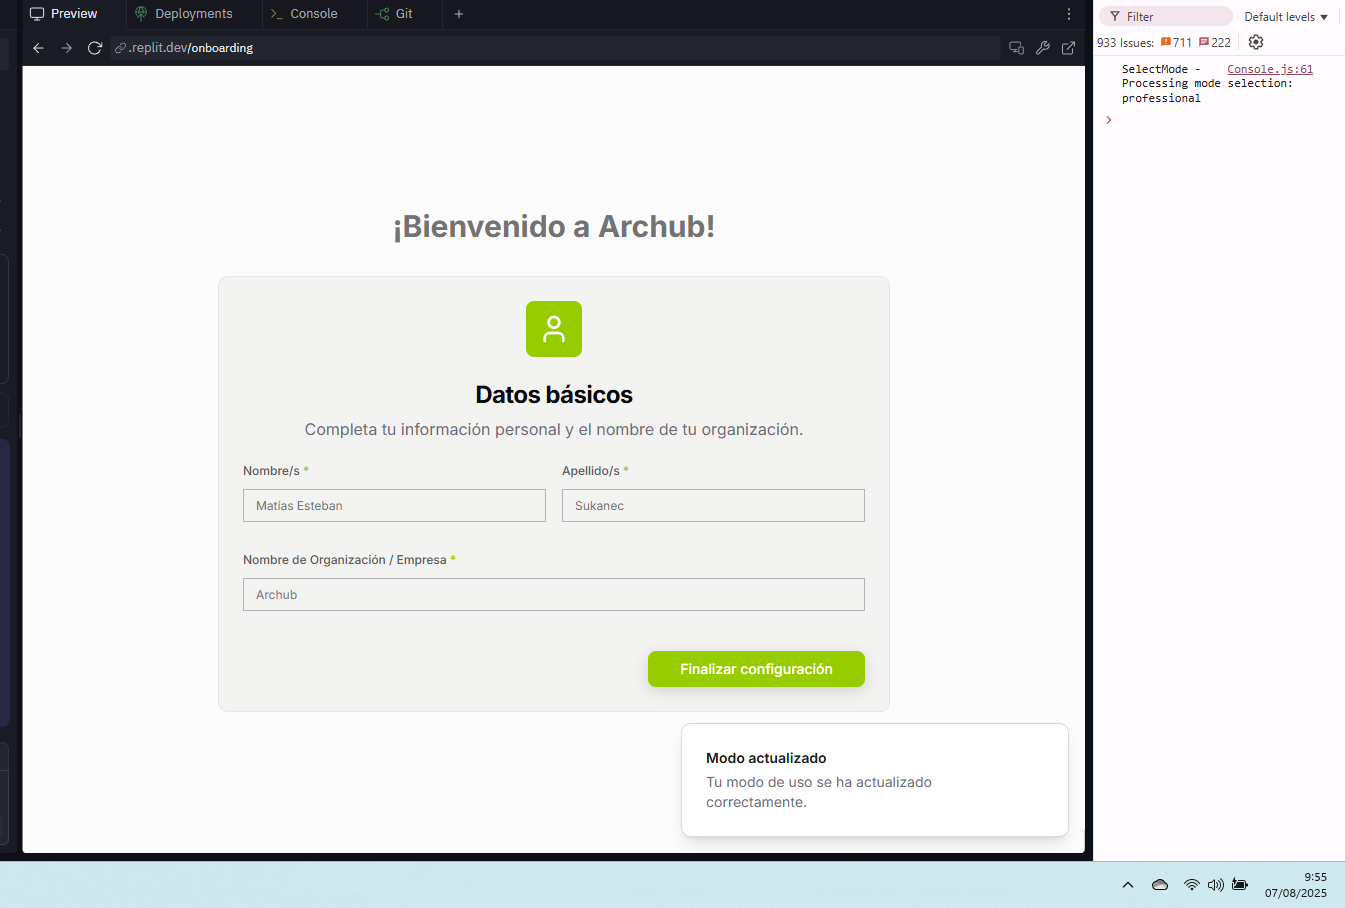 Preview
Deployments
Console
Git
Filter
Default levels
.replit.dev/onboarding
933 Issues: 711 222
SelectMode - Console.js:61
Processing mode selection:
professional
¡Bienvenido a Archub!
Datos básicos
Completa tu información personal y el nombre de tu organización.
Nombre/s * Apellido/s *
Matías Esteban Sukanec
Nombre de Organización / Empresa *
Archub
Finalizar configuración
Modo actualizado
Tu modo de uso se ha actualizado
correctamente.
9:55
07/08/2025